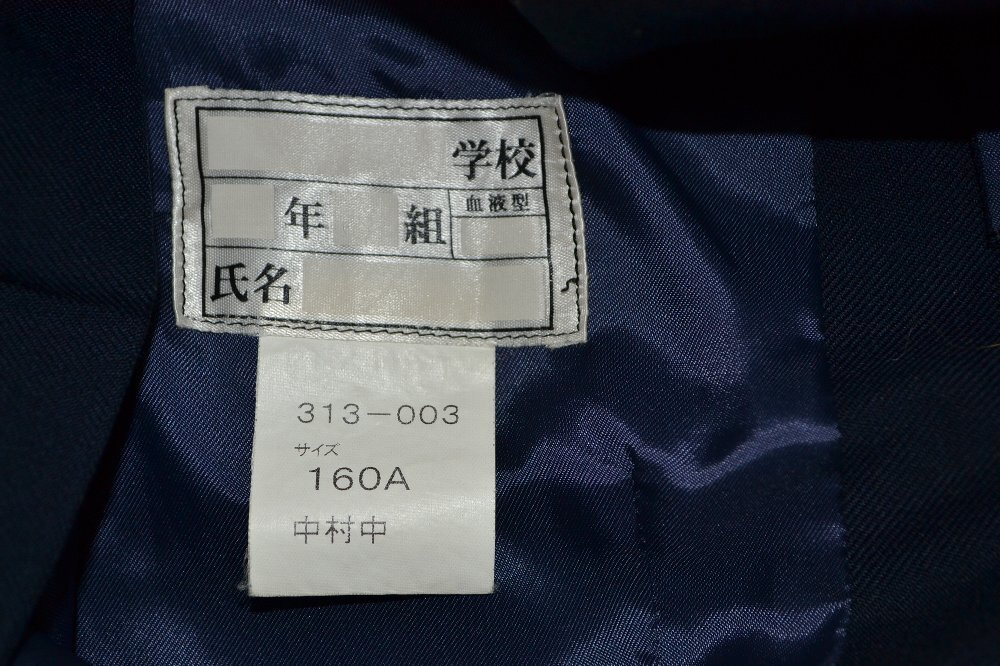 学校
年 組 血液型
氏名
313-003
サイズ
160A
中村中